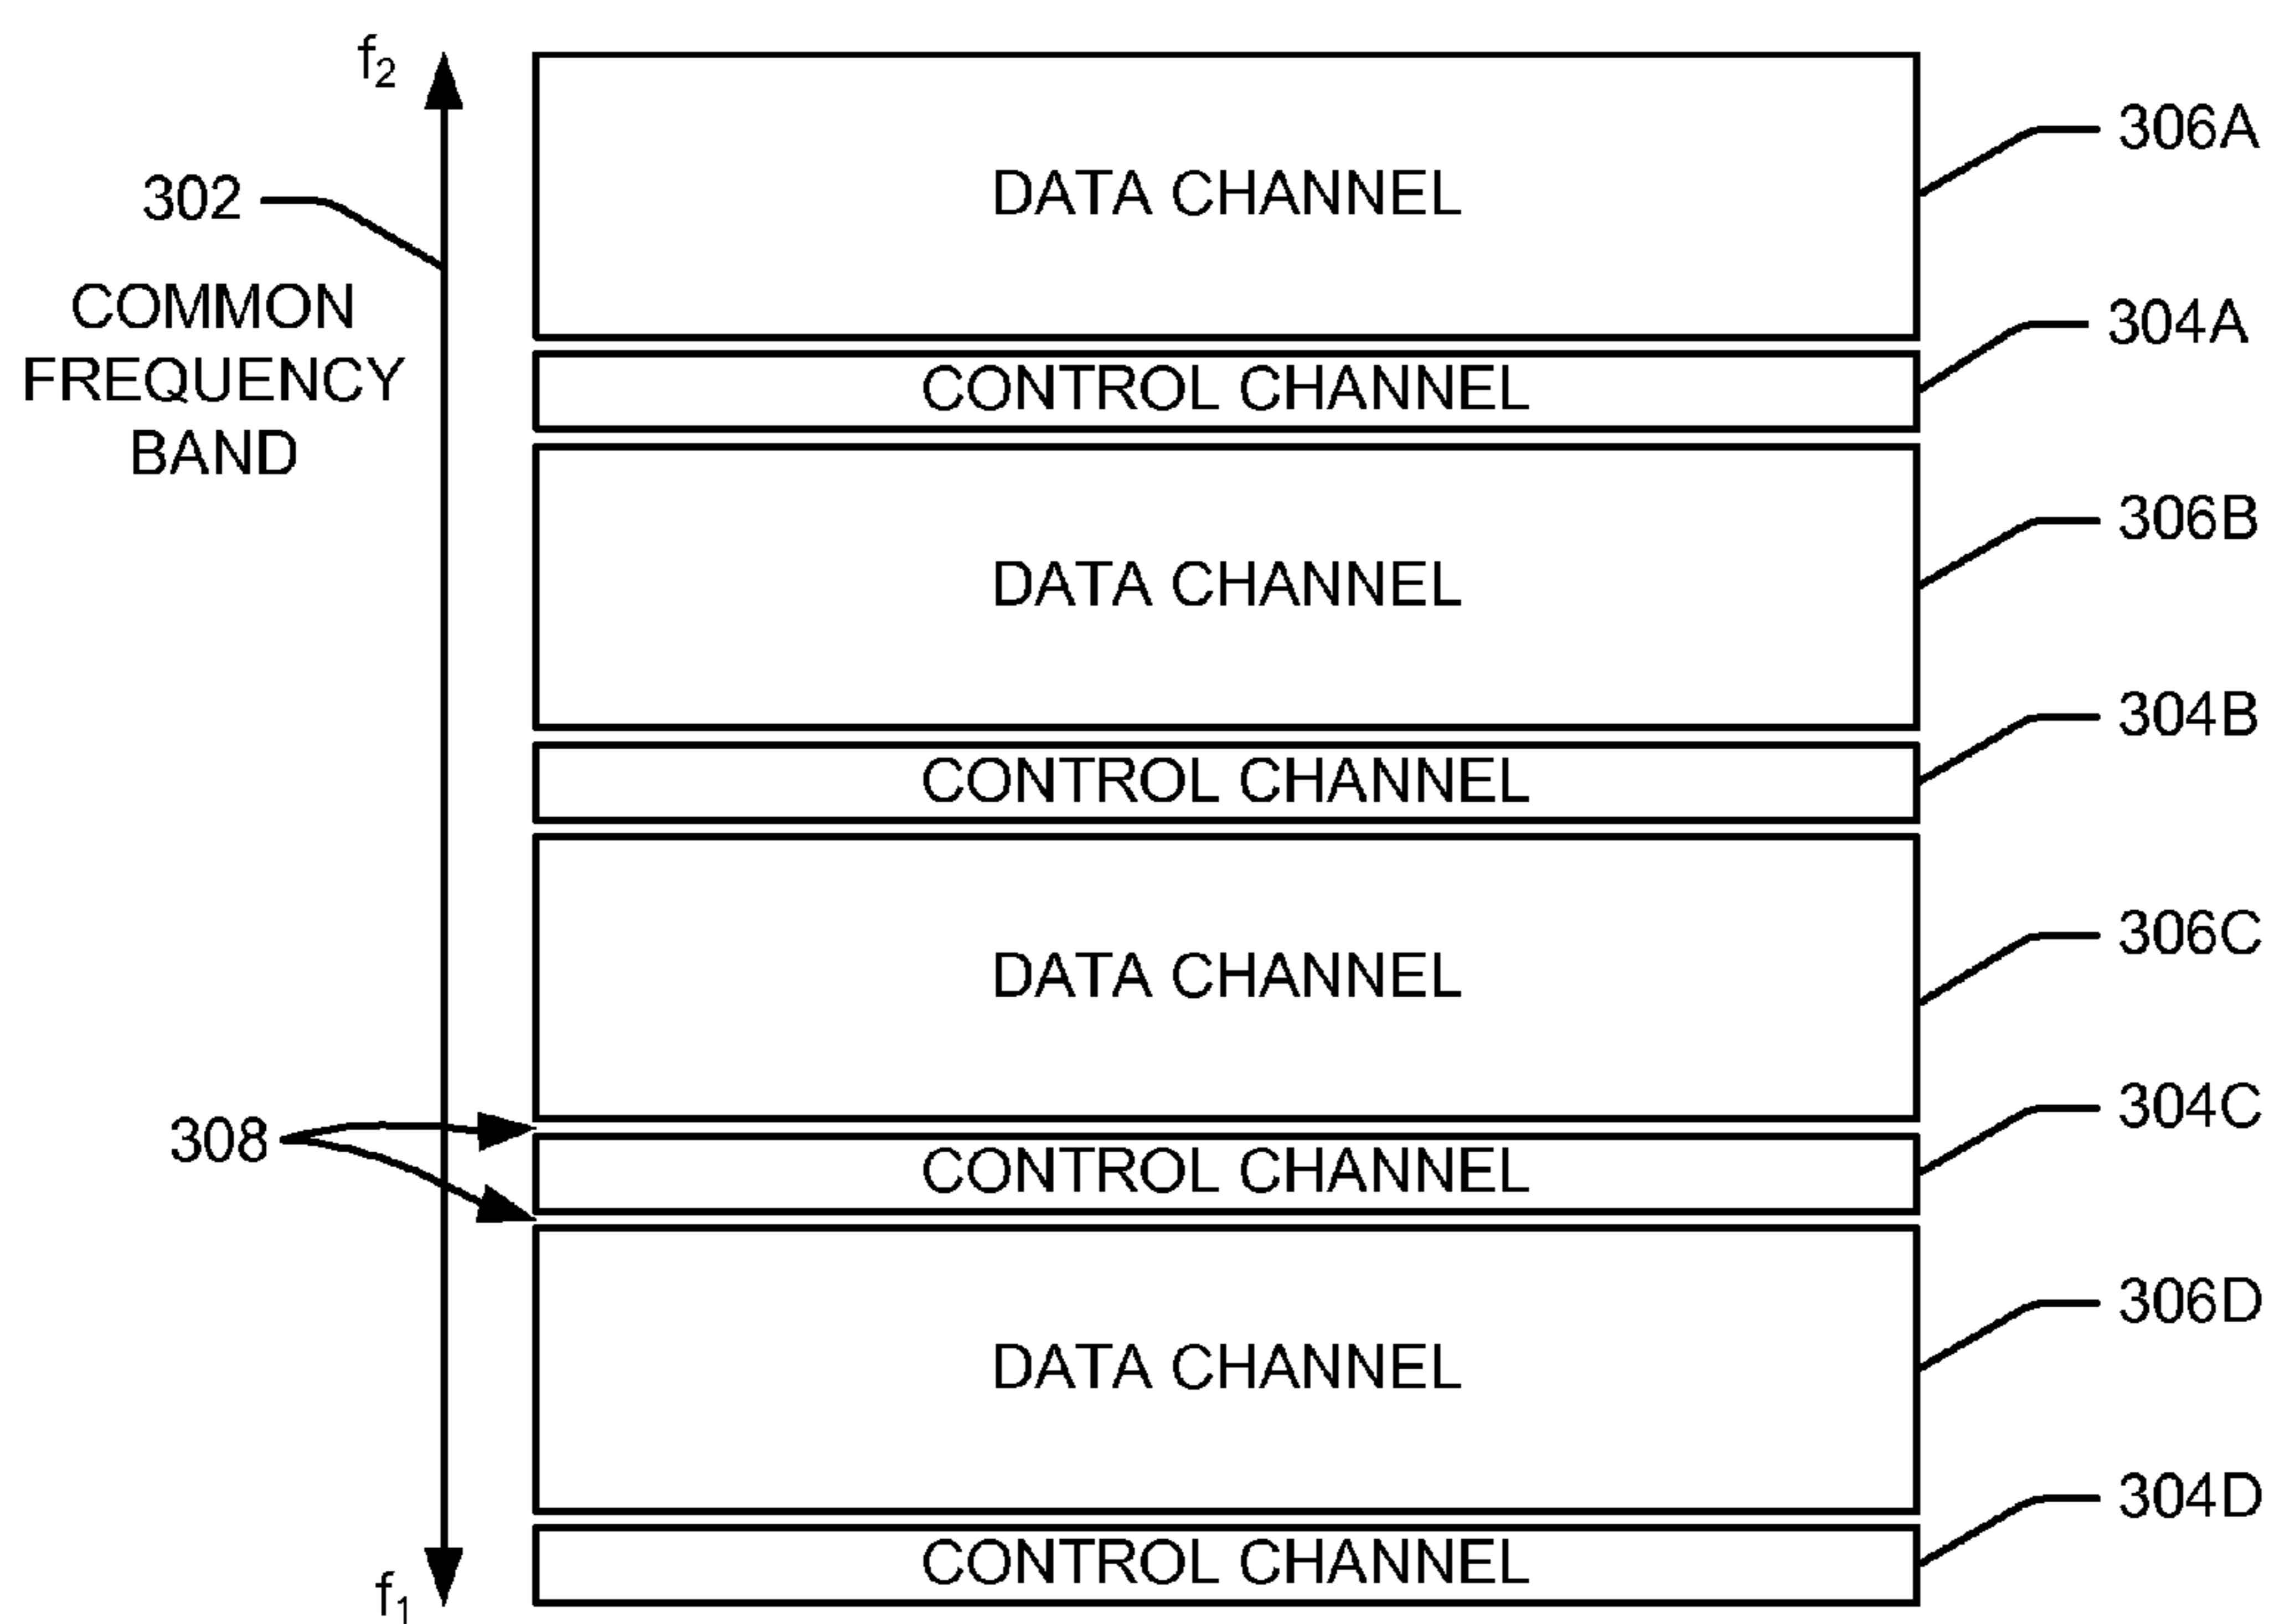 f2
302
COMMON
FREQUENCY
BAND
308
f1
DATA CHANNEL
CONTROL CHANNEL
DATA CHANNEL
CONTROL CHANNEL
DATA CHANNEL
CONTROL CHANNEL
DATA CHANNEL
CONTROL CHANNEL
306A
304A
306B
304B
306C
304C
306D
304D